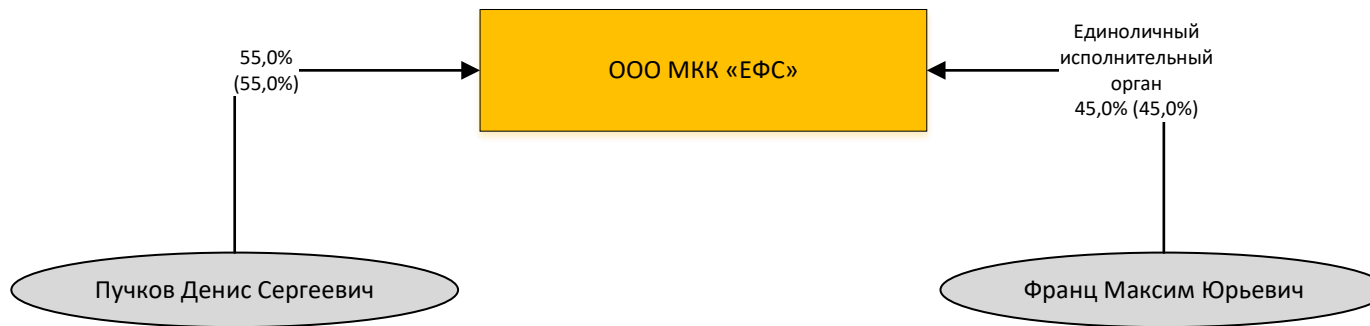 55,0%
(55,0%)
ООО МКК «ЕФС»
Единоличный
исполнительный
орган
45,0% (45,0%)
Пучков Денис Сергеевич
Франц Максим Юрьевич